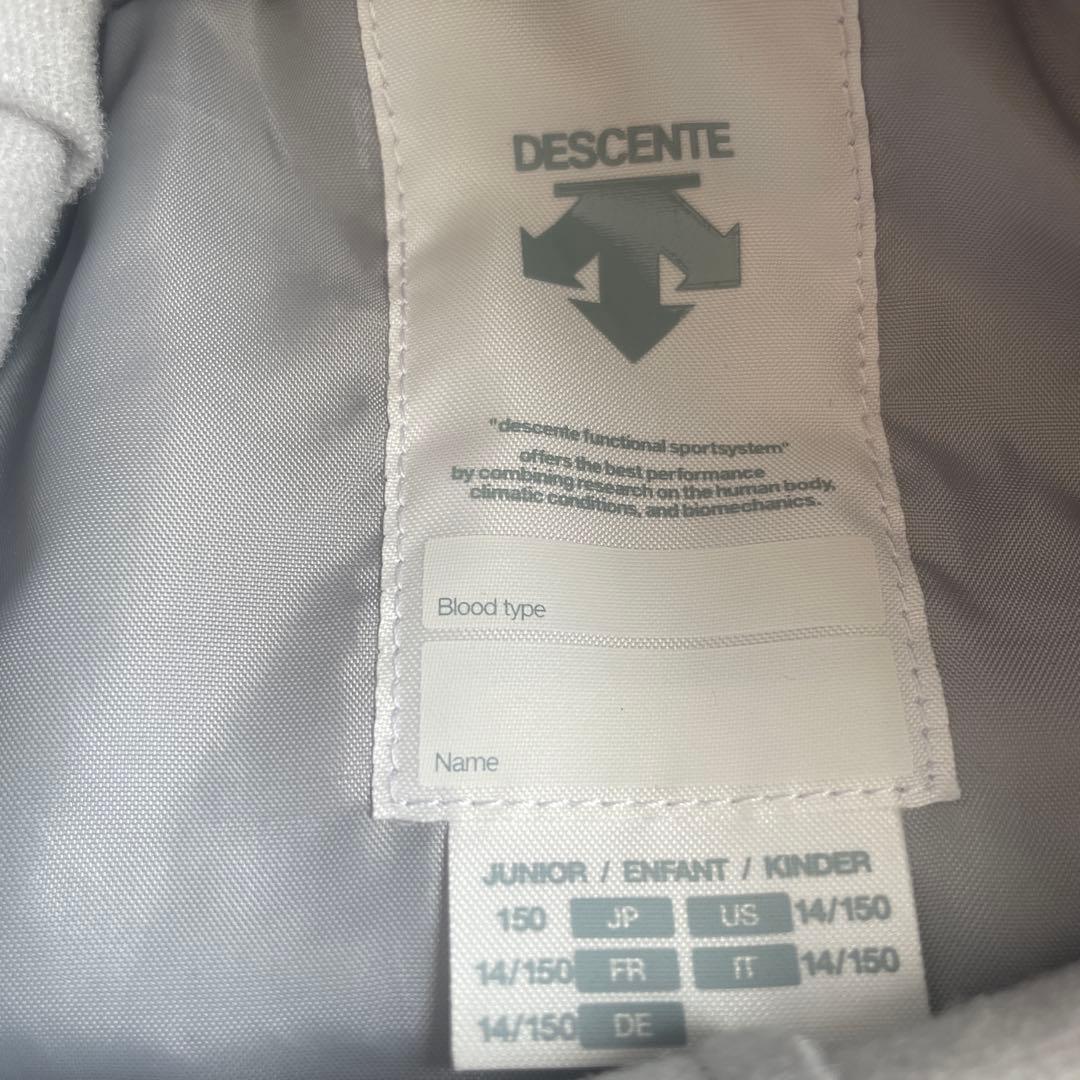 DESCENTE
"descente functional sportsystem"
offers the best performance
by combining research on the human body,
climatic conditions, and biomechanics.
Blood type
Name
JUNIOR / ENFANT / KINDER
150 JP US 14/150
14/150 FR IT 14/150
14/150 DE